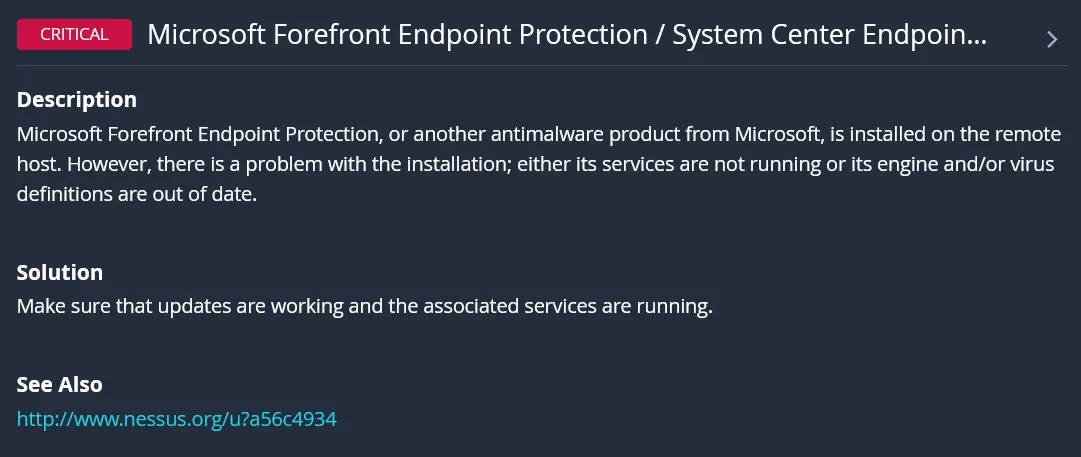 CRITICAL Microsoft Forefront Endpoint Protection / System Center Endpoin...
Description
Microsoft Forefront Endpoint Protection, or another antimalware product from Microsoft, is installed on the remote
host. However, there is a problem with the installation; either its services are not running or its engine and/or virus
definitions are out of date.
Solution
Make sure that updates are working and the associated services are running.
See Also
http://www.nessus.org/u?a56c4934